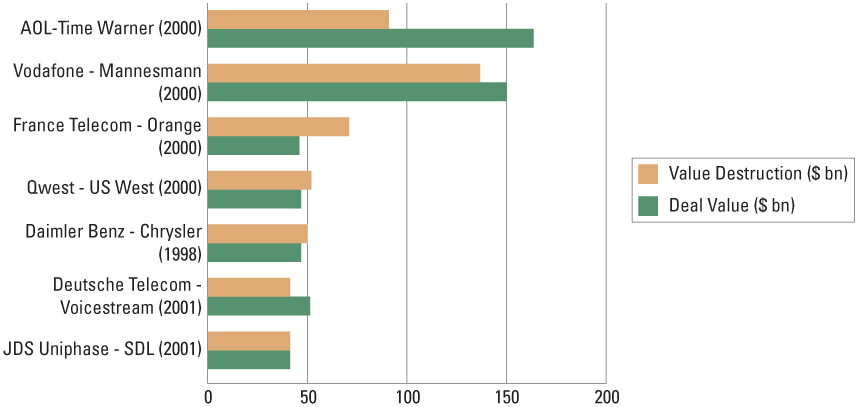 AOL-Time Warner (2000)
Vodafone - Mannesmann
(2000)
France Telecom - Orange
(2000)
Qwest - US West (2000)
Daimler Benz - Chrysler
(1998)
Deutsche Telecom -
Voicestream (2001)
JDS Uniphase - SDL (2001)
0 50 100 150 200
Value Destruction ($ bn)
Deal Value ($ bn)